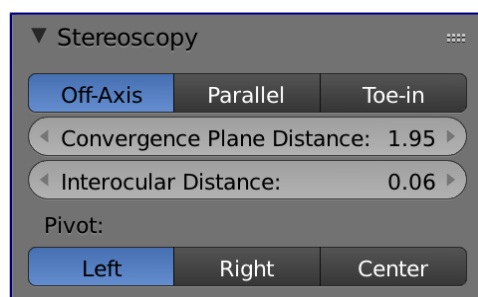 Stereoscopy
Off-Axis Parallel Toe-in
Convergence Plane Distance: 1.95
Interocular Distance: 0.06
Pivot:
Left Right Center